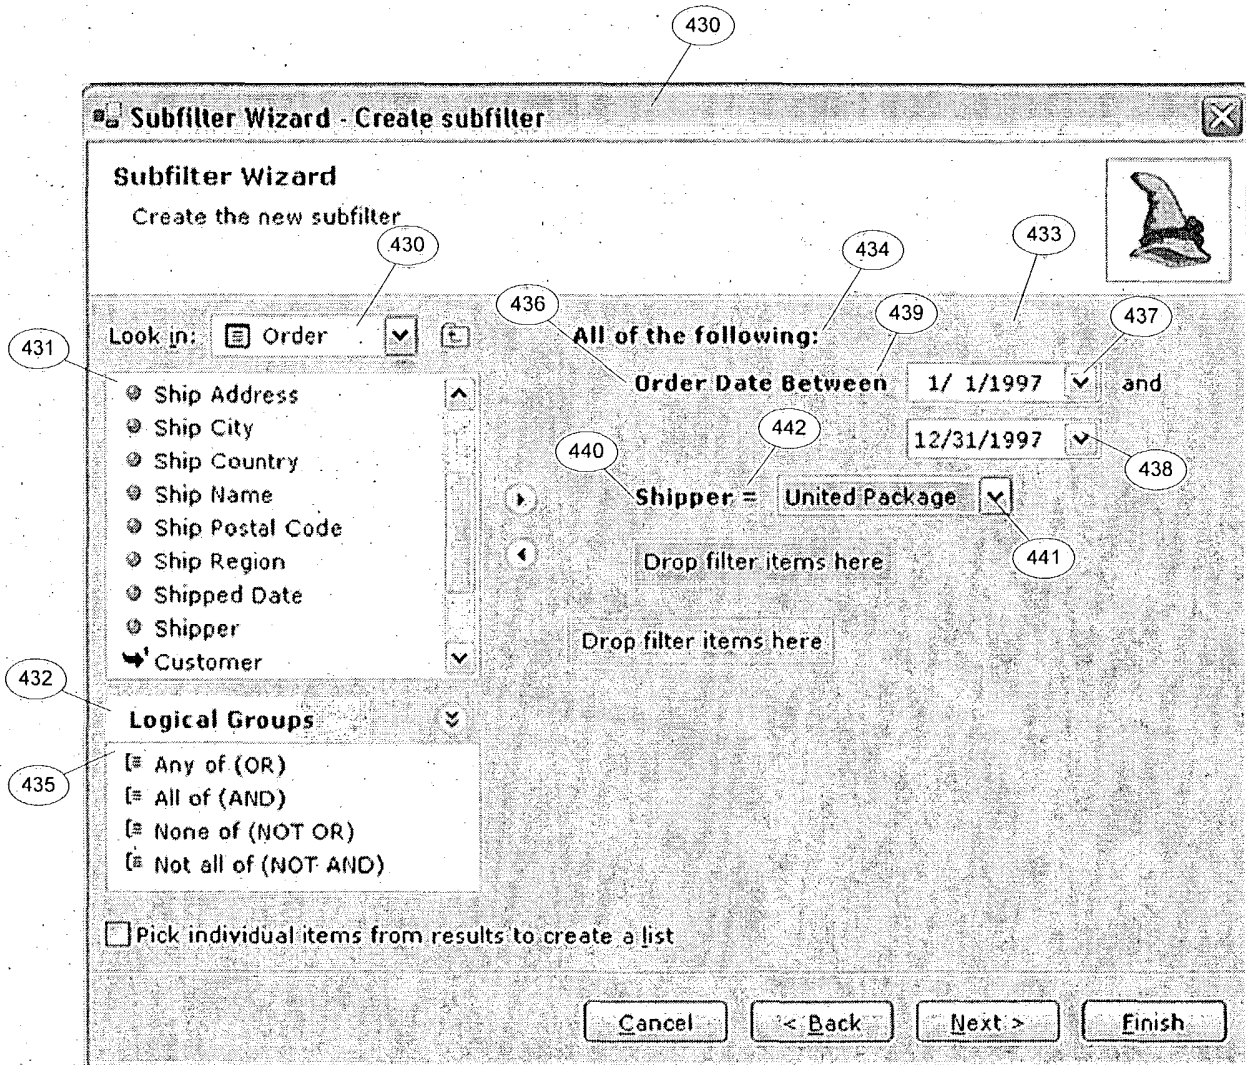 430
Subfilter Wizard - Create subfilter
Subfilter Wizard
Create the new subfilter
430
434
433
436
439
437
Look in: Order
All of the following:
431
Order Date Between 1/ 1/1997 and
12/31/1997
442
440
438
Shipper = United Package
441
Drop filter items here
Drop filter items here
Ship Address
Ship City
Ship Country
Ship Name
Ship Postal Code
Ship Region
Shipped Date
Shipper
Customer
432
Logical Groups
435
Any of (OR)
All of (AND)
None of (NOT OR)
Not all of (NOT AND)
Pick individual items from results to create a list
Cancel
< Back
Next >
Finish